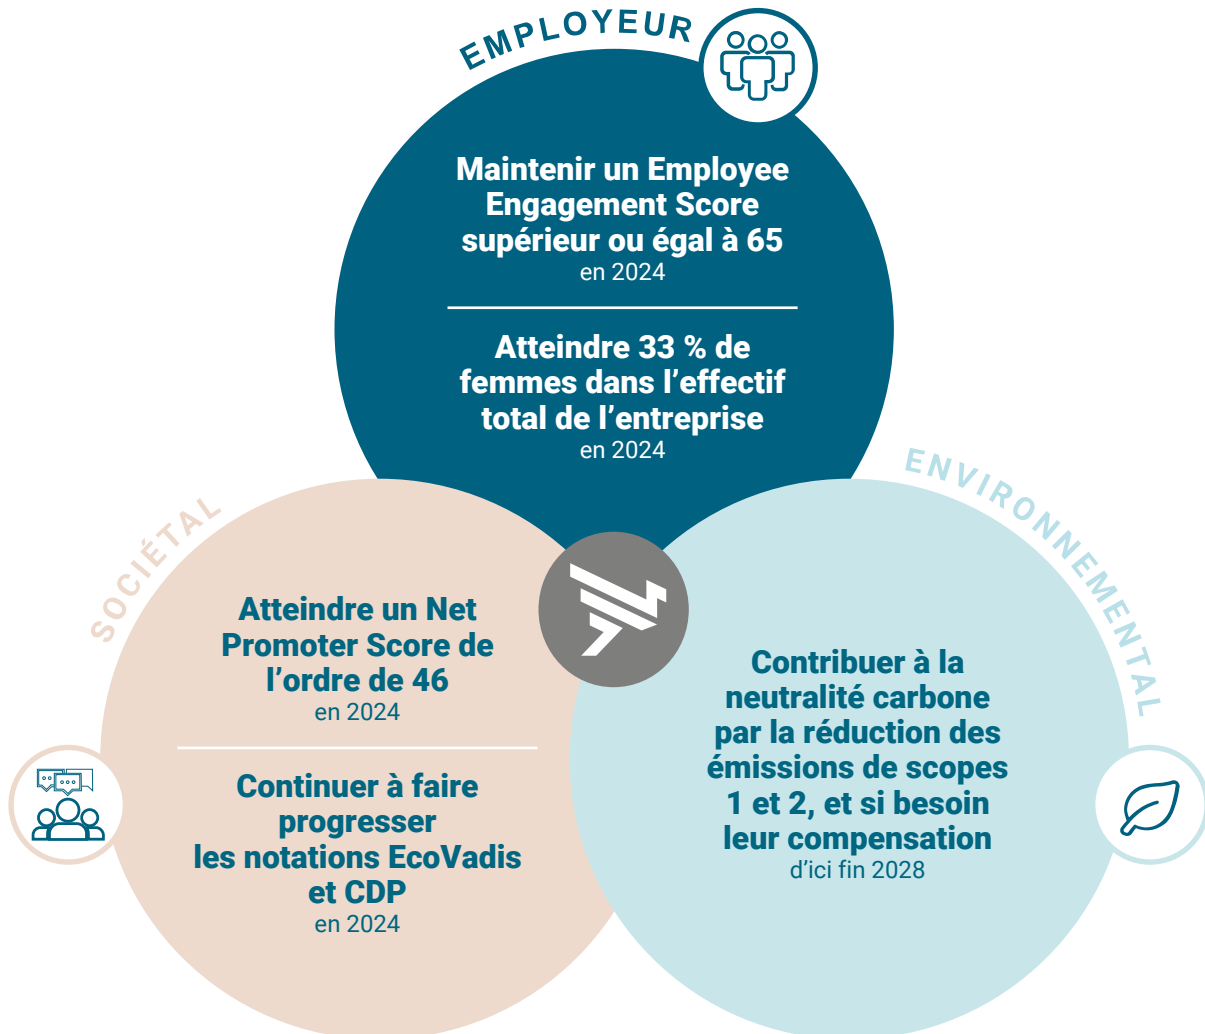 EMPLOYEUR
Maintenir un Employee
Engagement Score
supérieur ou égal à 65
en 2024
Atteindre 33 % de
femmes dans l’effectif
total de l’entreprise
en 2024
SOCIÉTAL
Atteindre un Net
Promoter Score de
l’ordre de 46
en 2024
Continuer à faire
progresser
les notations EcoVadis
et CDP
en 2024
ENVIRONNEMENTAL
Contribuer à la
neutralité carbone
par la réduction des
émissions de scopes
1 et 2, et si besoin
leur compensation
d’ici fin 2028